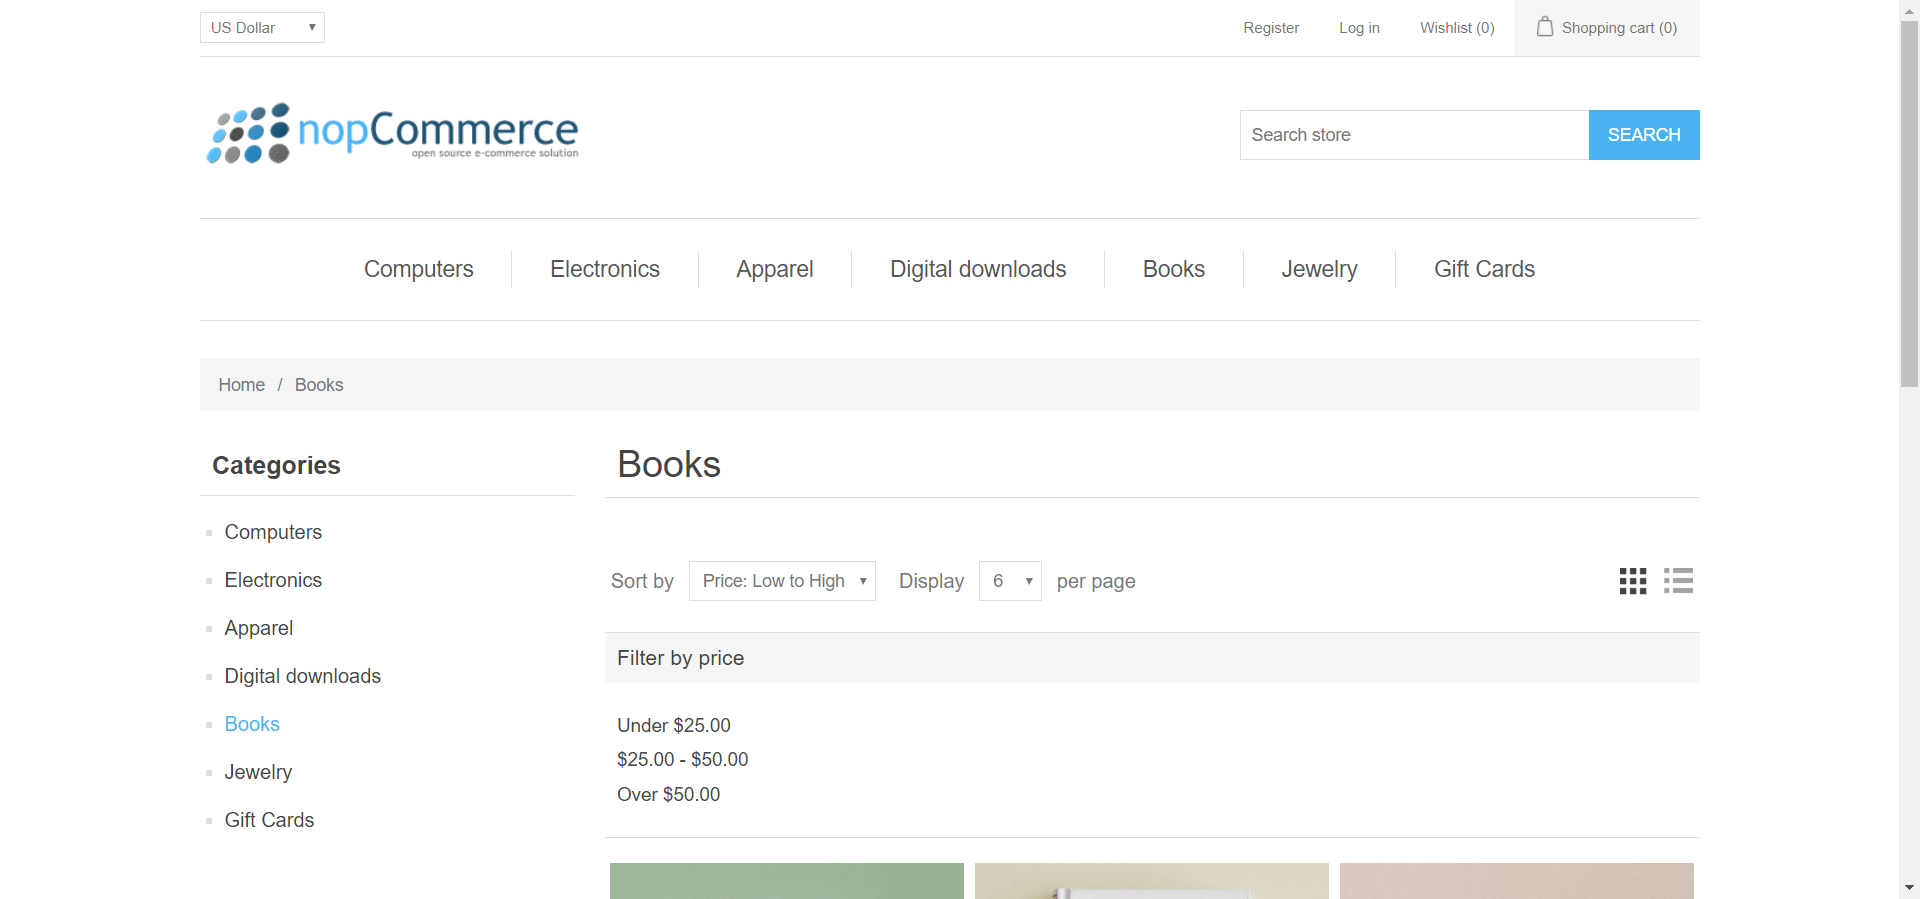 US Dollar
Register
Log in
Wishlist (0)
Shopping cart (0)
nopCommerce
open source e-commerce solution
Search store
SEARCH
Computers
Electronics
Apparel
Digital downloads
Books
Jewelry
Gift Cards
Home / Books
Categories
Computers
Electronics
Apparel
Digital downloads
Books
Jewelry
Gift Cards
Books
Sort by Price: Low to High Display 6 per page
Filter by price
Under $25.00
$25.00 - $50.00
Over $50.00